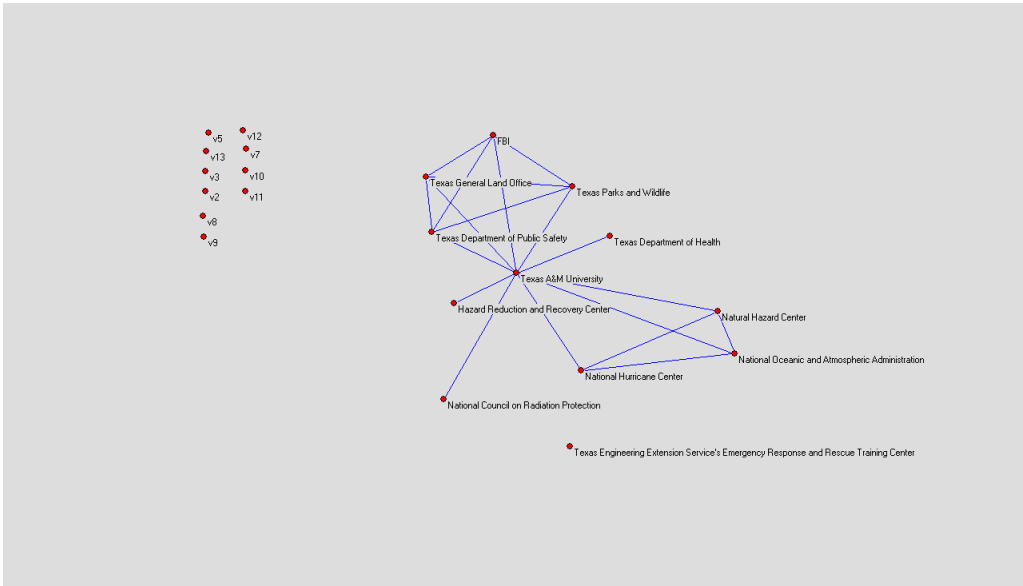 v5
v12
v13
v7
v3
v10
v2
v11
v8
v9
FBI
Texas General Land Office
Texas Parks and Wildlife
Texas Department of Public Safety
Texas Department of Health
Texas A&M University
Hazard Reduction and Recovery Center
Natural Hazard Center
National Oceanic and Atmospheric Administration
National Hurricane Center
National Council on Radiation Protection
Texas Engineering Extension Service's Emergency Response and Rescue Training Center